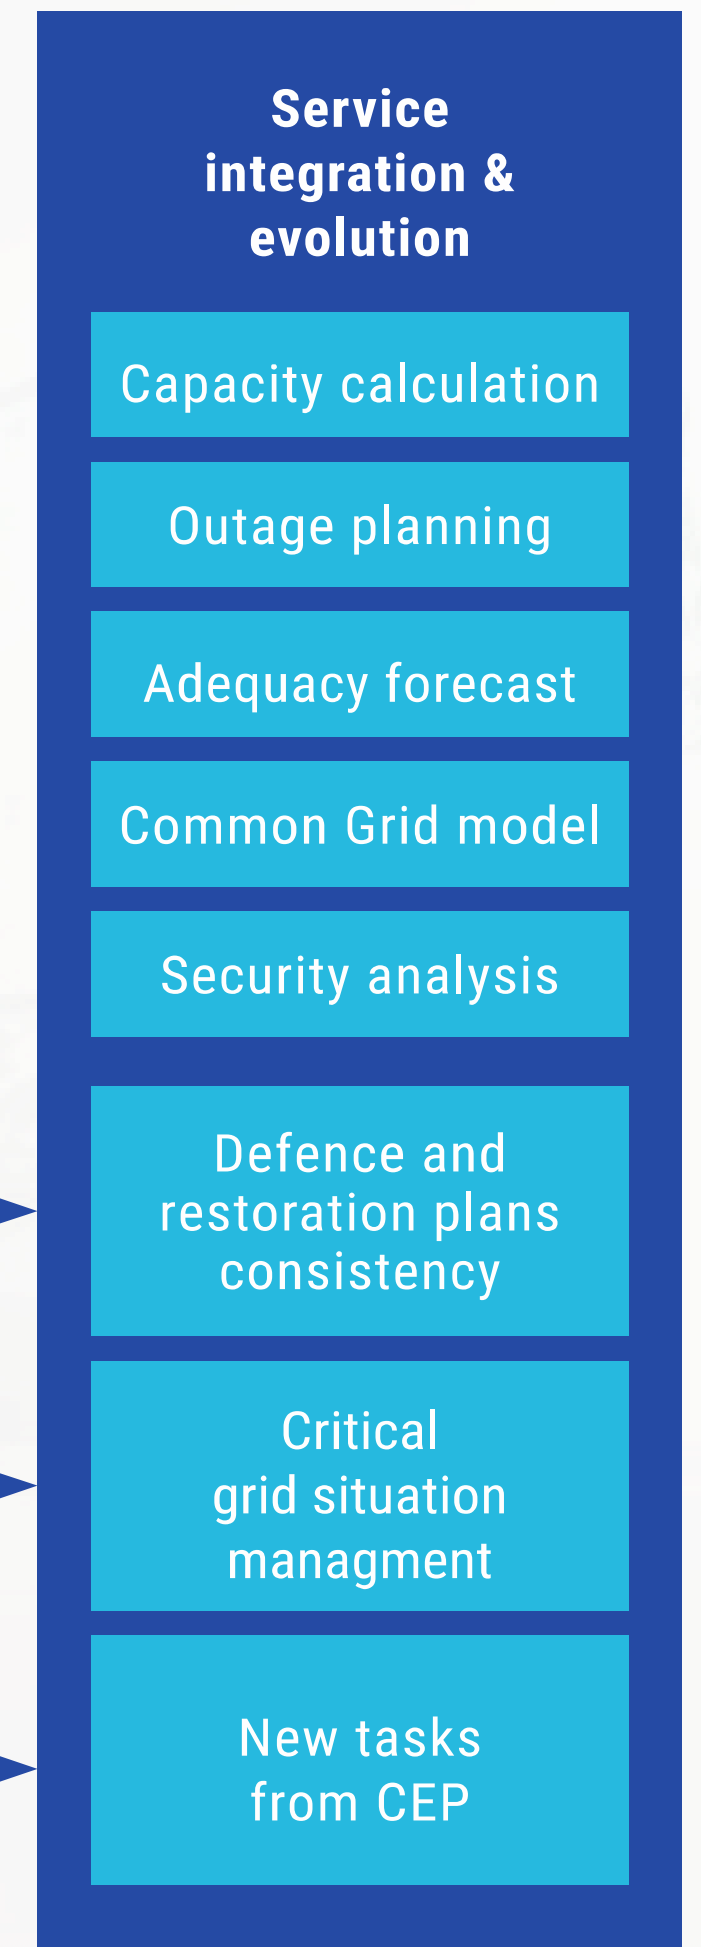 Service
integration &
evolution
Capacity calculation
Outage planning
Adequacy forecast
Common Grid model
Security analysis
Defence and
restoration plans
consistency
Critical
grid situation
managment
New tasks
from CEP